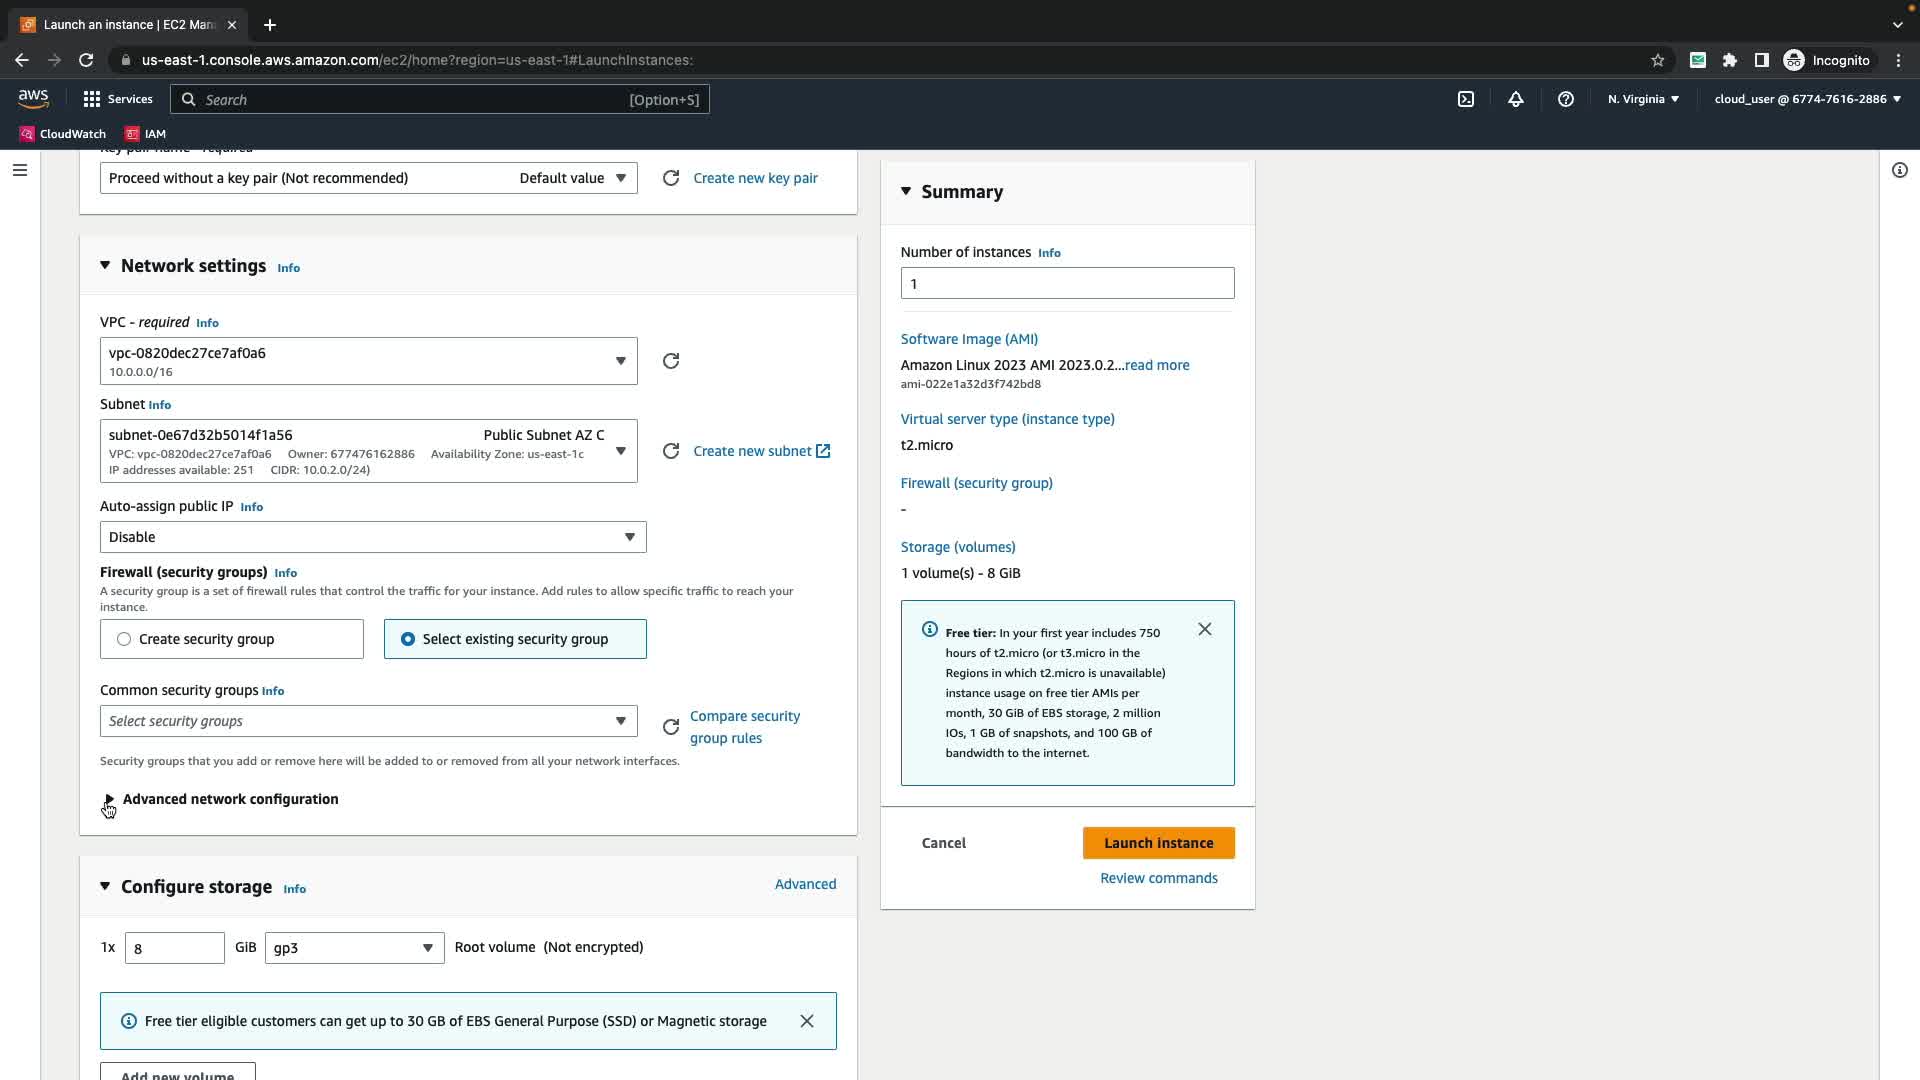 Launch an instance | EC2 Man
us-east-1.console.aws.amazon.com/ec2/home?region=us-east-1#LaunchInstances:
Incognito
aws
Services
Search
[Option+S]
N. Virginia
cloud_user @ 6774-7616-2886
CloudWatch
IAM
Key pair name - required
Proceed without a key pair (Not recommended)
Default value
Create new key pair
Network settings Info
VPC - required Info
vpc-0820dec27ce7af0a6
10.0.0.0/16
Subnet Info
subnet-0e67d32b5014f1a56
Public Subnet AZ C
VPC: vpc-0820dec27ce7af0a6 Owner: 677476162886 Availability Zone: us-east-1c
IP addresses available: 251 CIDR: 10.0.2.0/24)
Create new subnet
Auto-assign public IP Info
Disable
Firewall (security groups) Info
A security group is a set of firewall rules that control the traffic for your instance. Add rules to allow specific traffic to reach your
instance.
Create security group
Select existing security group
Common security groups Info
Select security groups
Compare security
group rules
Security groups that you add or remove here will be added to or removed from all your network interfaces.
Advanced network configuration
Configure storage Info
Advanced
1x
8
GiB
gp3
Root volume (Not encrypted)
Free tier eligible customers can get up to 30 GB of EBS General Purpose (SSD) or Magnetic storage
Add new volume
Summary
Number of instances Info
1
Software Image (AMI)
Amazon Linux 2023 AMI 2023.0.2...read more
ami-022e1a32d3f742bd8
Virtual server type (instance type)
t2.micro
Firewall (security group)
-
Storage (volumes)
1 volume(s) - 8 GiB
Free tier: In your first year includes 750
hours of t2.micro (or t3.micro in the
Regions in which t2.micro is unavailable)
instance usage on free tier AMIs per
month, 30 GiB of EBS storage, 2 million
IOs, 1 GB of snapshots, and 100 GB of
bandwidth to the internet.
Cancel
Launch instance
Review commands